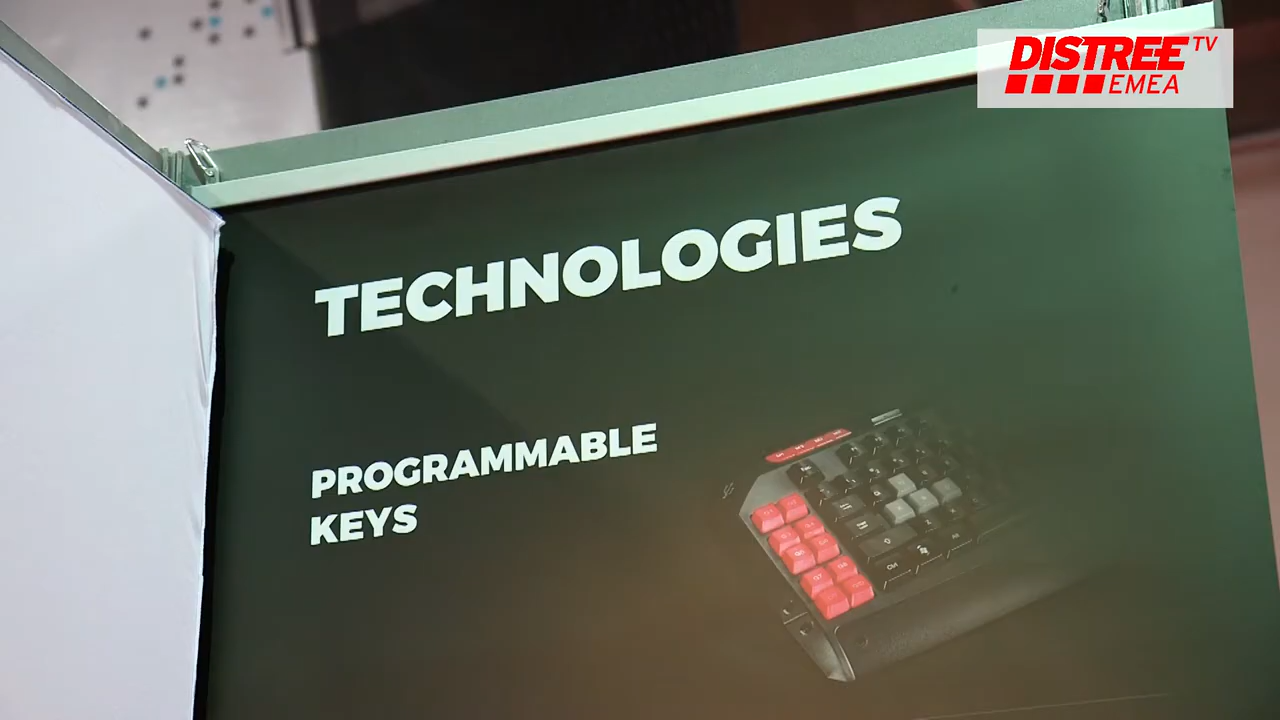 DISTREE TV
EMEA
TECHNOLOGIES
PROGRAMMABLE
KEYS